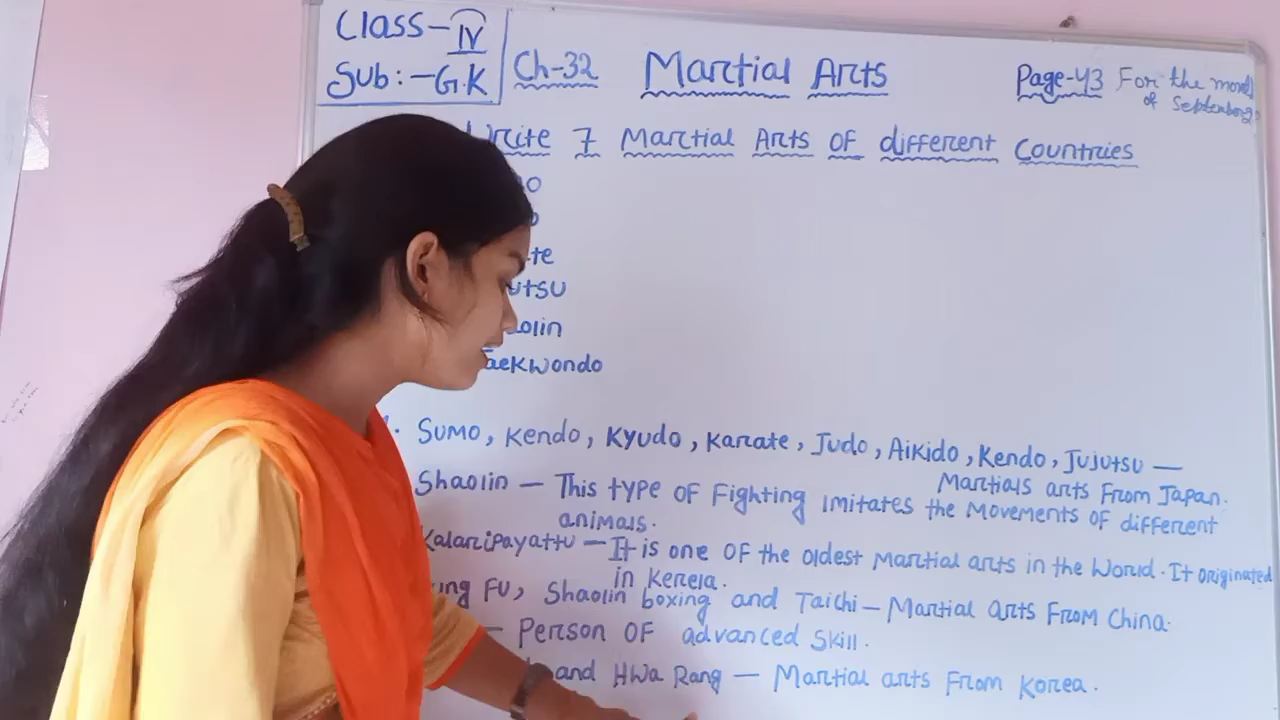 Class-IV
Sub:-G.K
Ch-32 Martial Arts
Page-43 For the month
of September
Write 7 Martial Arts of different Countries
Taekwondo
Sumo, Kendo, Kyudo, Karate, Judo, Aikido, Kendo, Jujutsu —
Martials arts from Japan.
Shaolin — This type of Fighting imitates the movements of different
animals.
Kalaripayattu — It is one of the oldest Martial arts in the World. It originated
in Kerela.
Fu, Shaolin boxing and Taichi — Martial arts From China.
— Person of advanced skill.
and Hwa Rang — Martial arts From Korea.